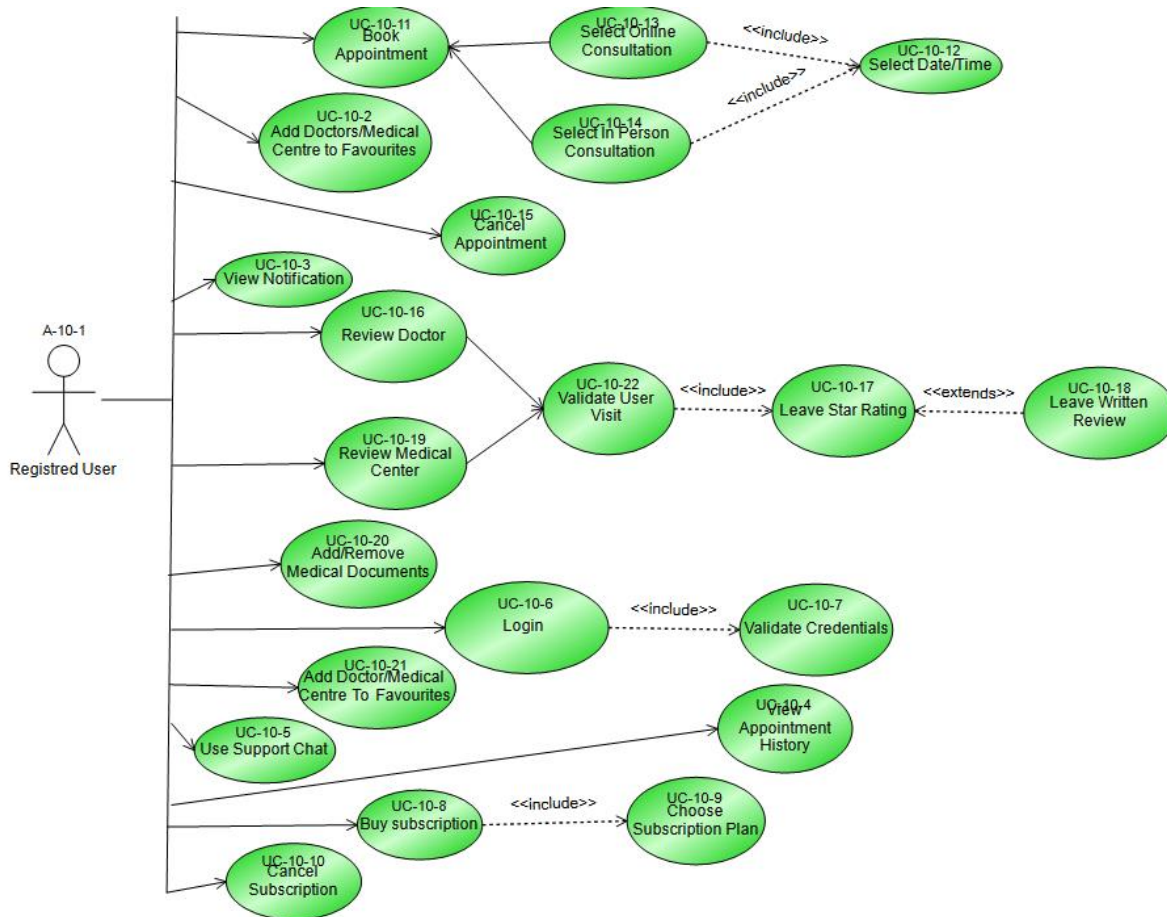 UC-10-11
Book
Appointment
UC-10-13
Select Online
Consultation
<<include>>
UC-10-12
Select Date/Time
<<include>>
UC-10-2
Add Doctors/Medical
Centre to Favourites
UC-10-14
Select In Person
Consultation
UC-10-15
Cancel
Appointment
UC-10-3
View Notification
A-10-1
Registred User
UC-10-16
Review Doctor
UC-10-22
Validate User
Visit
<<include>>
UC-10-17
Leave Star Rating
<<extends>>
UC-10-18
Leave Written
Review
UC-10-19
Review Medical
Center
UC-10-20
Add/Remove
Medical Documents
UC-10-6
Login
<<include>>
UC-10-7
Validate Credentials
UC-10-21
Add Doctor/Medical
Centre To Favourites
UC-10-4
View
Appointment
History
UC-10-5
Use Support Chat
UC-10-8
Buy subscription
<<include>>
UC-10-9
Choose
Subscription Plan
UC-10-10
Cancel
Subscription